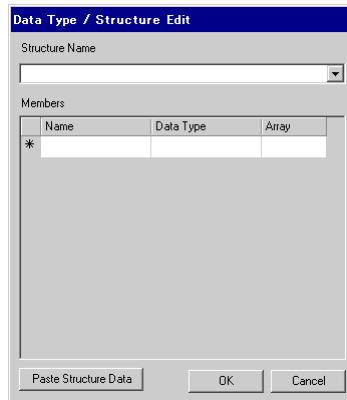 Data Type / Structure Edit
Structure Name
Members
Name Data Type Array
*
Paste Structure Data OK Cancel